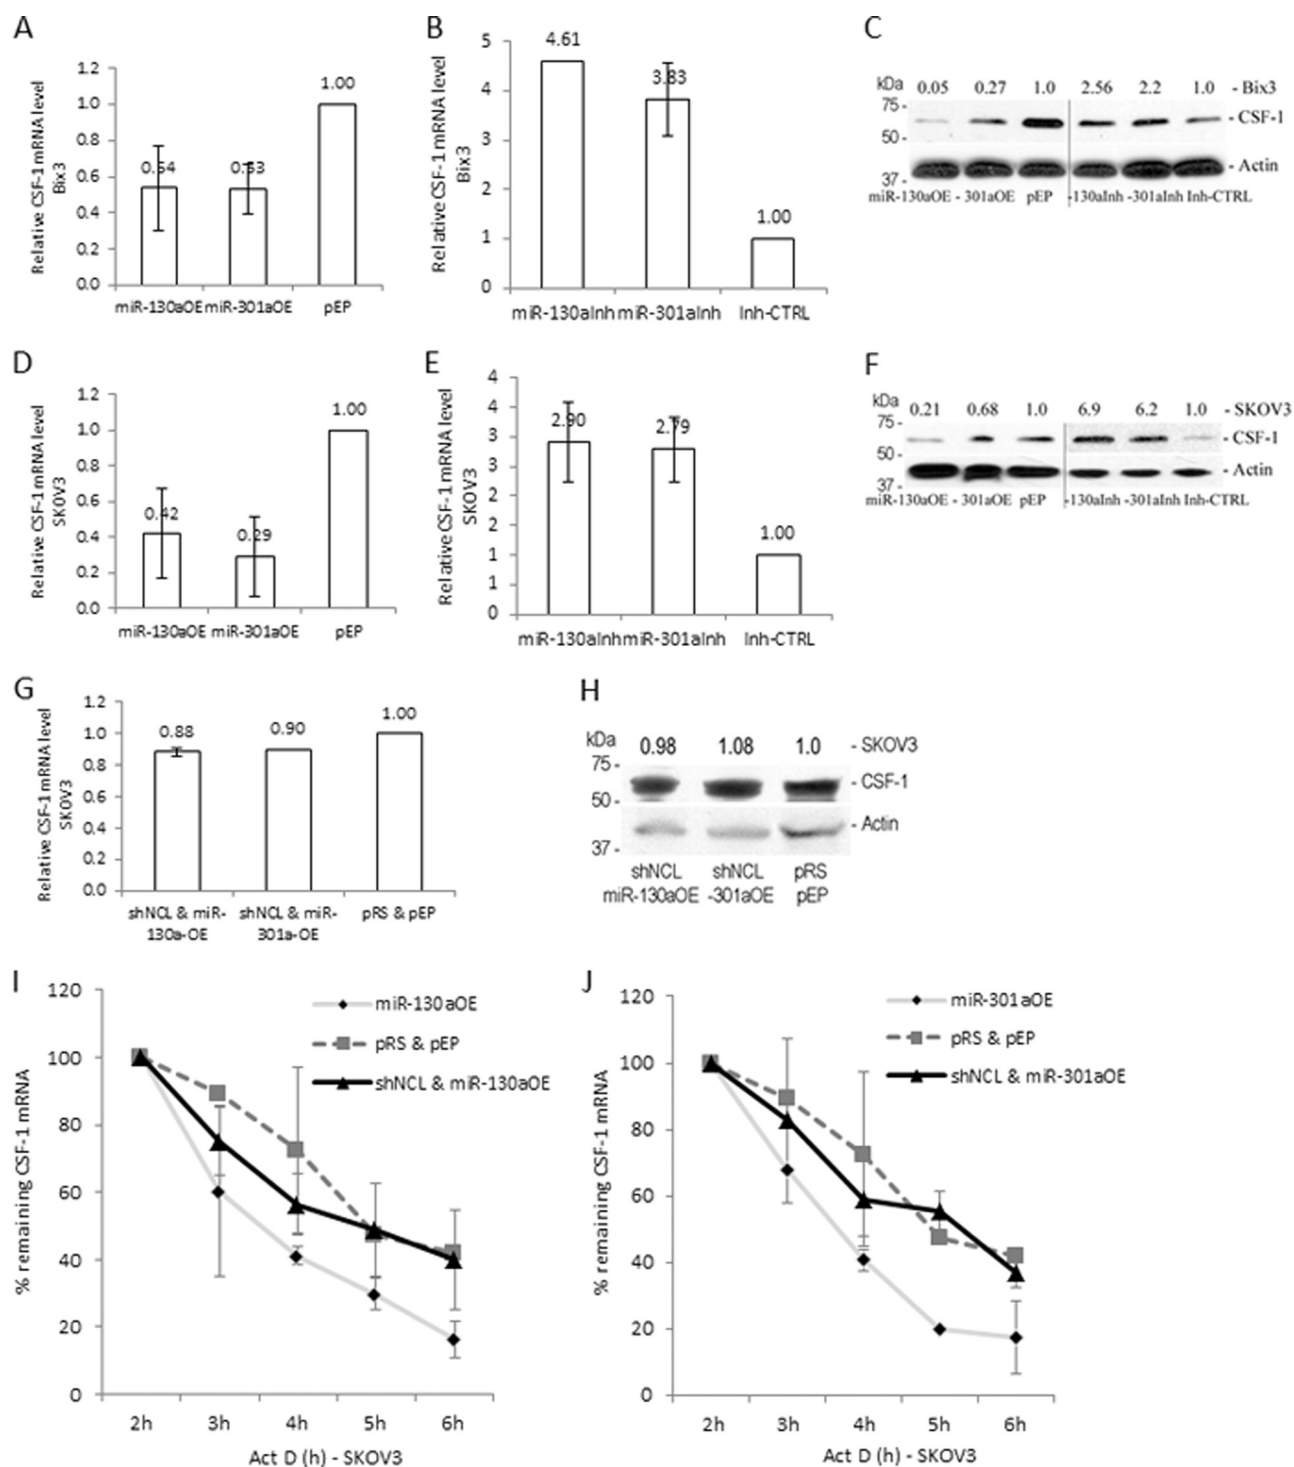 A
Relative CSF-1 mRNA level
Bix3
1.2
1.0
0.8
0.6
0.4
0.2
0.0
0.54
0.53
1.00
miR-130aOE miR-301aOE pEP
B
Relative CSF-1 mRNA level
Bix3
5
4
3
2
1
0
4.61
3.83
1.00
miR-130aInh miR-301aInh Inh-CTRL
C
kDa 0.05 0.27 1.0 2.56 2.2 1.0 - Bix3
75 -
- CSF-1
50 -
- Actin
37 -
miR-130aOE - 301aOE pEP -130aInh -301aInh Inh-CTRL
D
Relative CSF-1 mRNA level
SKOV3
1.2
1.0
0.8
0.6
0.4
0.2
0.0
0.42
0.29
1.00
miR-130aOE miR-301aOE pEP
E
Relative CSF-1 mRNA level
SKOV3
4
4
3
3
2
2
1
1
0
2.90
2.79
1.00
miR-130aInh miR-301aInh Inh-CTRL
F
kDa 0.21 0.68 1.0 6.9 6.2 1.0 -SKOV3
75 -
- CSF-1
50 -
- Actin
37 -
miR-130aOE - 301aOE pEP -130aInh -301aInh Inh-CTRL
G
Relative CSF-1 mRNA level
SKOV3
1.2
1.0
0.8
0.6
0.4
0.2
0.0
0.88
0.90
1.00
shNCL & miR-
130a-OE
shNCL & miR-
301a-OE
pRS & pEP
H
kDa 0.98 1.08 1.0 - SKOV3
75 -
- CSF-1
50 -
- Actin
37 -
shNCL shNCL pRS
miR-130aOE -301aOE pEP
I
% remaining CSF-1 mRNA
120
100
80
60
40
20
0
miR-130aOE
pRS & pEP
shNCL & miR-130aOE
2h 3h 4h 5h 6h
Act D (h) - SKOV3
J
% remaining CSF-1 mRNA
120
100
80
60
40
20
0
miR-301aOE
pRS & pEP
shNCL & miR-301aOE
2h 3h 4h 5h 6h
Act D (h) - SKOV3